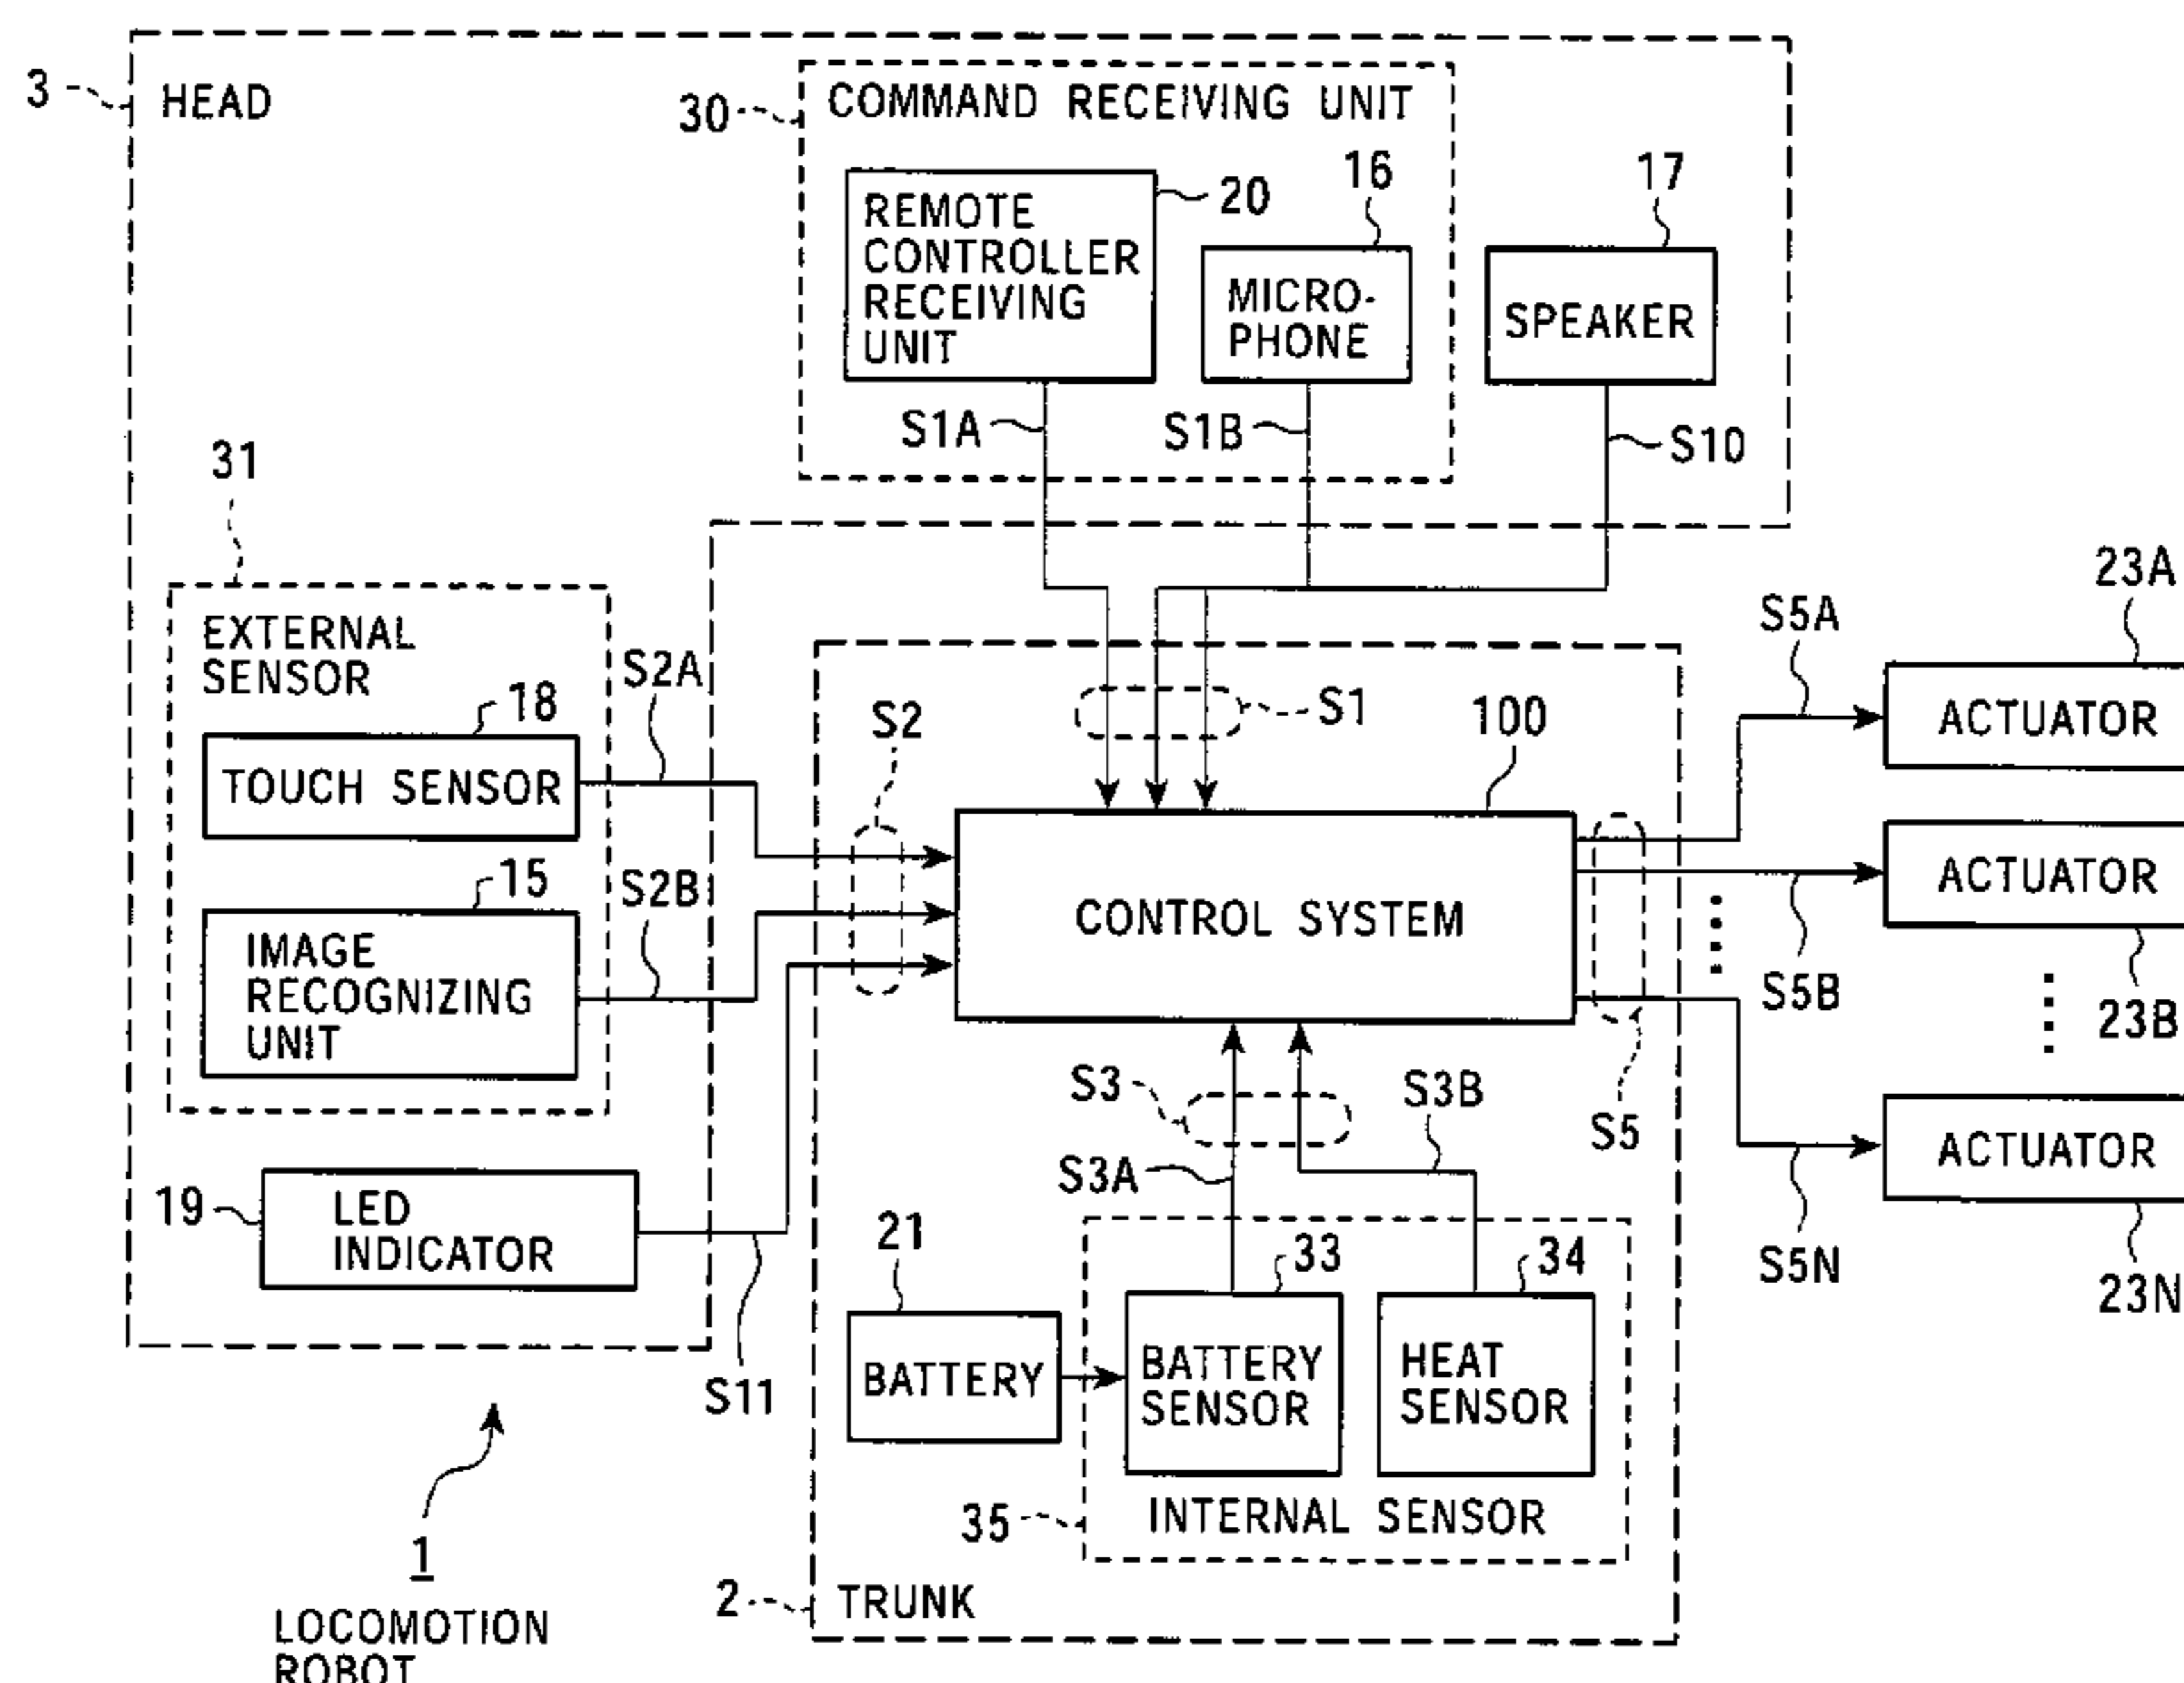 3
HEAD
30
COMMAND RECEIVING UNIT
REMOTE
CONTROLLER
RECEIVING
UNIT
20
16
MICRO-
PHONE
17
SPEAKER
S1A
S1B
S10
31
EXTERNAL
SENSOR
18
TOUCH SENSOR
S2A
15
IMAGE
RECOGNIZING
UNIT
S2B
S2
S1
100
CONTROL SYSTEM
S5A
23A
ACTUATOR
ACTUATOR
S5B
23B
S5
ACTUATOR
S5N
23N
S3
S3A
S3B
19
LED
INDICATOR
S11
21
BATTERY
33
BATTERY
SENSOR
34
HEAT
SENSOR
35
INTERNAL SENSOR
2
TRUNK
1
LOCOMOTION
ROBOT